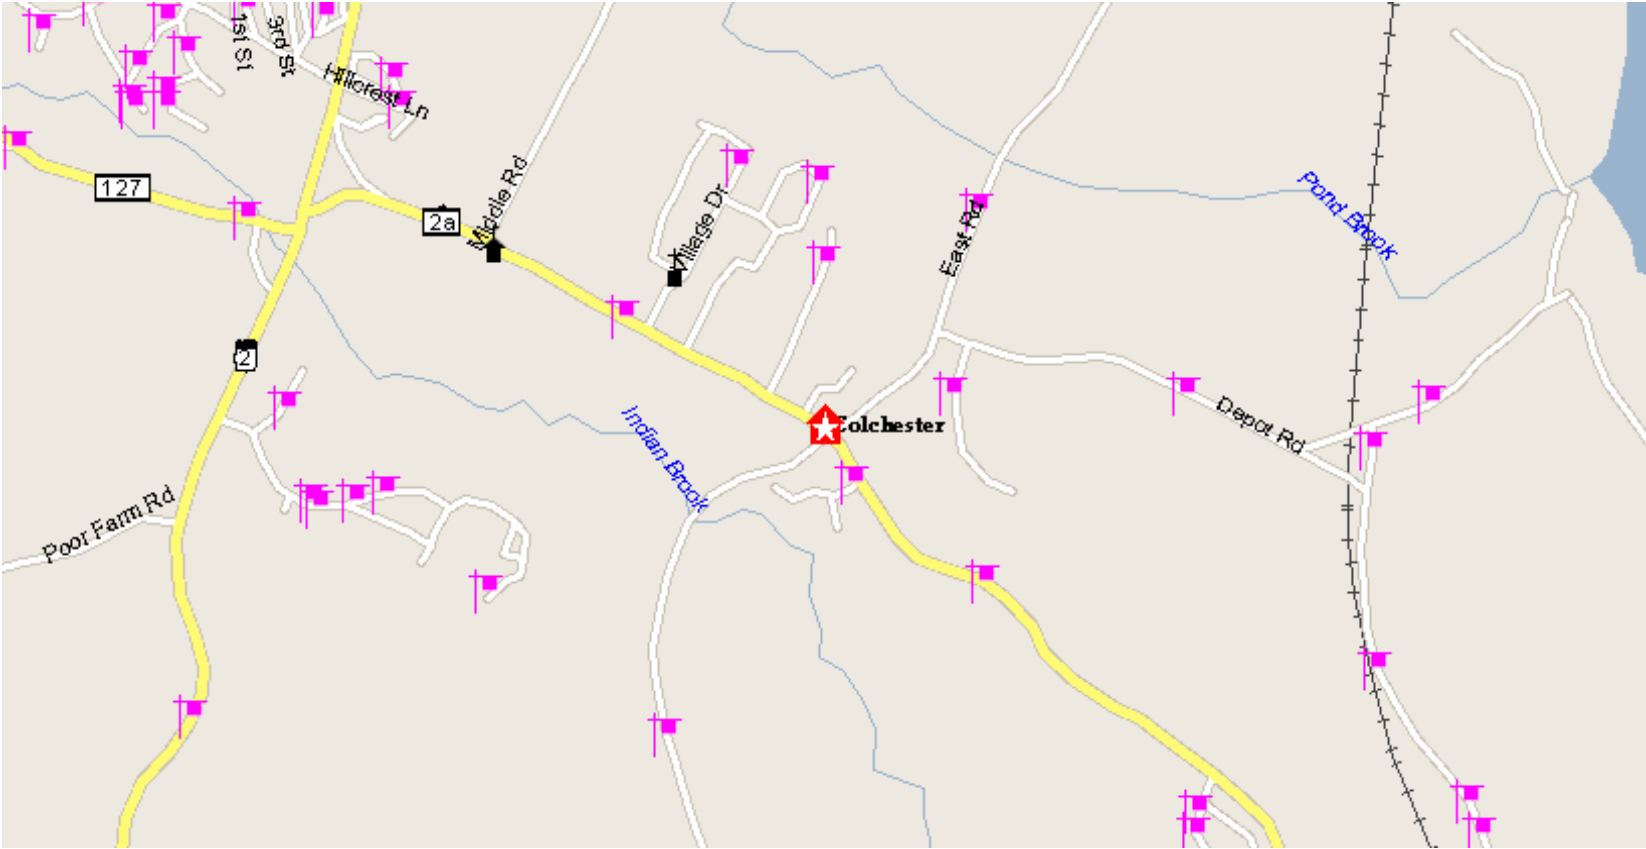 1st St
3rd St
Hillcrest Ln
127
2a
Middle Rd
Village Dr
East Rd
Pond Brook
2
Colchester
Indian Brook
Depot Rd
Poor Farm Rd